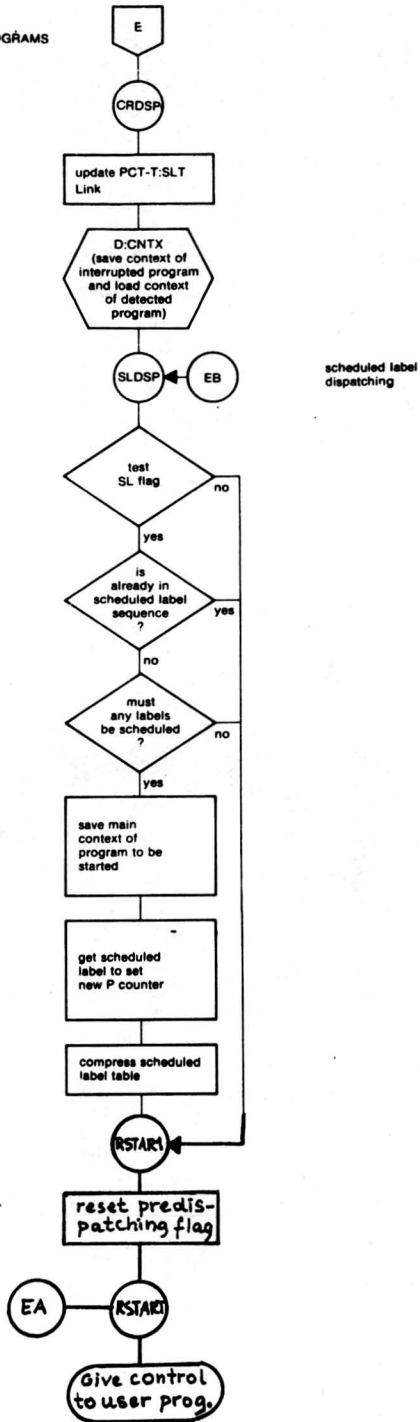 E
CRDSP
update PCT-T:SLT
Link
D:CNTX
(save context of
interrupted program
and load context
of detected
program)
SLDSP
EB
scheduled label
dispatching
test
SL flag
no
yes
is
already in
scheduled label
sequence
?
yes
no
must
any labels
be scheduled
?
no
yes
save main
context of
program to be
started
get scheduled
label to set
new P counter
compress scheduled
label table
RSTAR1
reset predis-
patching flag
EA
RSTART
Give control
to user prog.